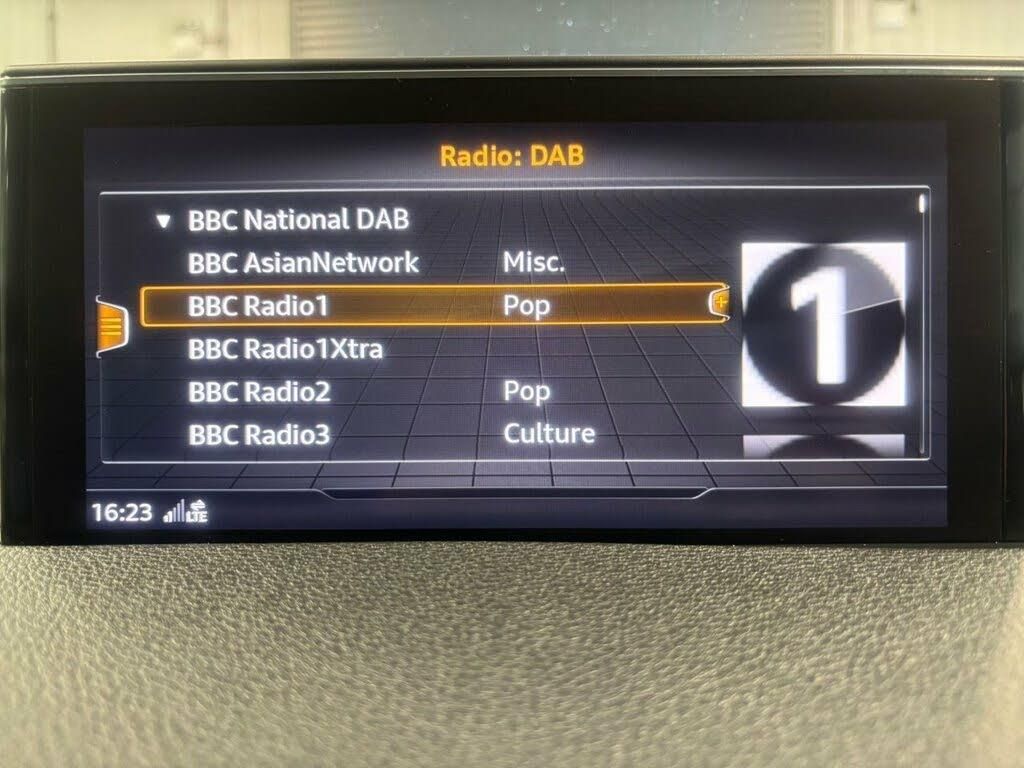 Radio: DAB
BBC National DAB
BBC AsianNetwork Misc.
BBC Radio1 Pop
BBC Radio1Xtra
BBC Radio2 Pop
BBC Radio3 Culture
1
16:23 LTE